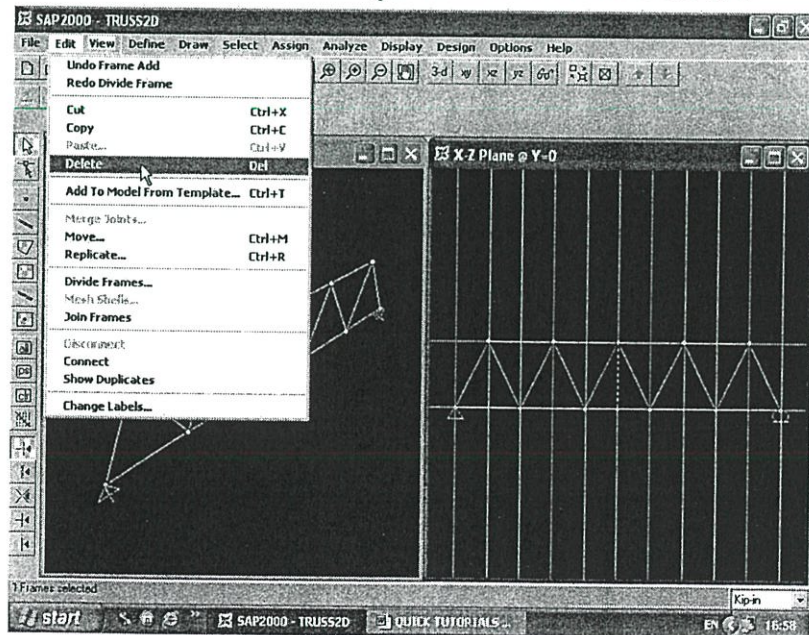 SAP2000 - TRUSS2D
File Edit View Define Draw Select Assign Analyze Display Design Options Help
Undo Frame Add
Redo Divide Frame
Cut Ctrl+X
Copy Ctrl+C
Paste... Ctrl+V
Delete Del
Add To Model From Template... Ctrl+T
Merge Joints...
Move... Ctrl+M
Replicate... Ctrl+R
Divide Frames...
Mesh Shells...
Join Frames
Disconnect
Connect
Show Duplicates
Change Labels...
3-d xy xz yz
X-Z Plane @ Y=0
all
ps
1 Frames selected
Kip-in
start
SAP2000 - TRUSS2D
QUICK TUTORIALS ...
EN
16:58